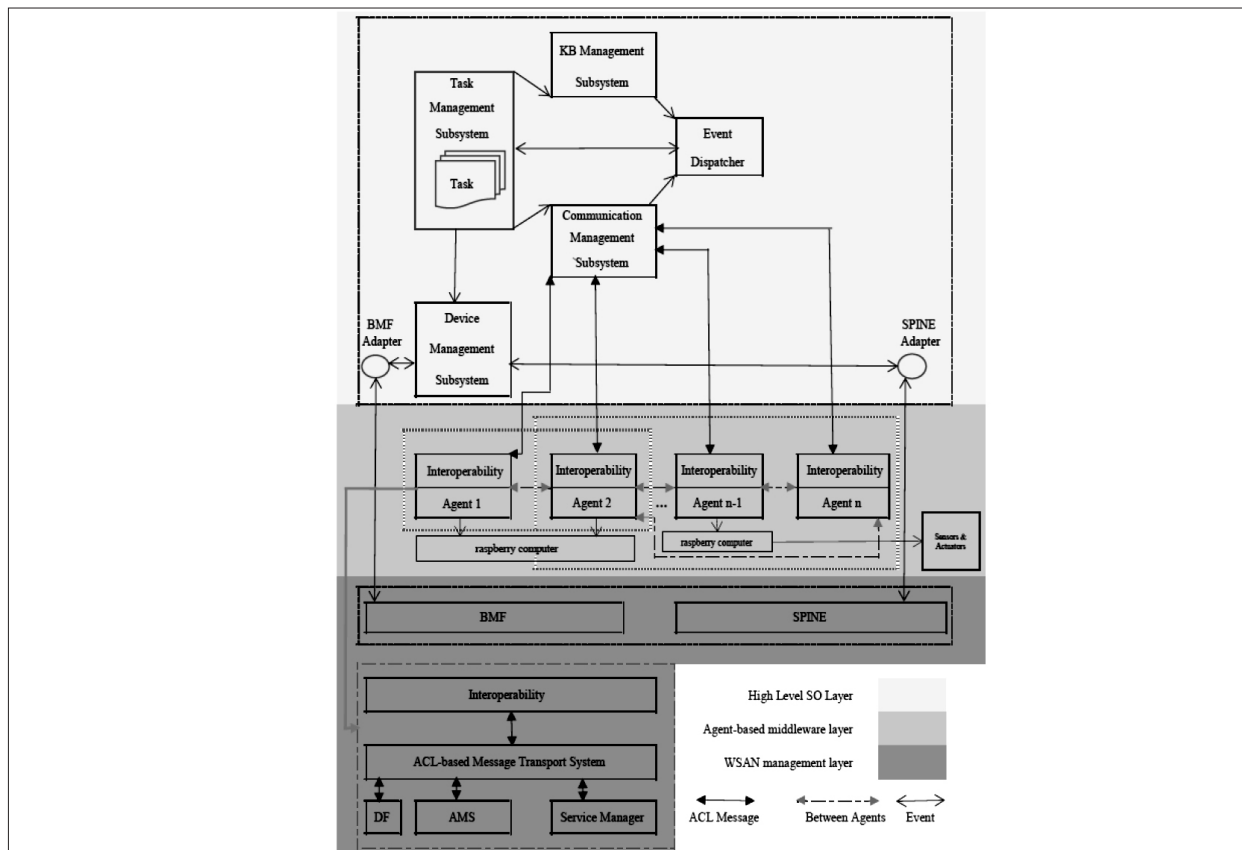 KB Management
Subsystem
Task
Management
Subsystem
Task
Event
Dispatcher
Communication
Management
`Subsystem
BMF
Adapter
Device
Management
Subsystem
SPINE
Adapter
Interoperability
Agent 1
Interoperability
Agent 2
...
Interoperability
Agent n-1
Interoperability
Agent n
raspberry computer
raspberry computer
Sensors &
Actuators
BMF
SPINE
Interoperability
ACL-based Message Transport System
DF
AMS
Service Manager
High Level SO Layer
Agent-based middleware layer
WSAN management layer
ACL Message
Between Agents
Event